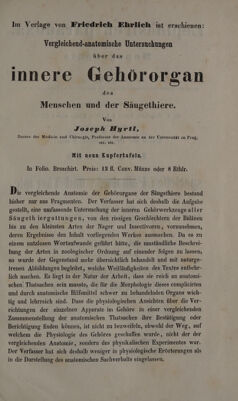 Im Verlage von Friedrich Ehrlich ist erschienen:
Vergleichend-anatomische Untersuchungen
über das
innere Gehörorgan
des
Menschen und der Säugethiere.
Von
Joseph Hyrtl,
Doctor der Medicin und Chirurgie, Professor der Anatomie an der Universität zu Prag,
etc. etc.
Mit neun Kupfertafeln.
In Folio. Broschirt. Preis: 12 fl. Conv. Münze oder 8 Rthlr.
Die vergleichende Anatomie der Gehörorgane der Säugethiere bestand
bisher nur aus Fragmenten. Der Verfasser hat sich deshalb die Aufgabe
gestellt, eine umfassende Untersuchung der inneren Gehörwerkzeuge aller
Säugethiergattungen, von den riesigen Geschlechtern der Balänen
bis zu den kleinsten Arten der Nager und Insectivoren, vorzunehmen,
deren Ergebniss den Inhalt des Werkes ausmacht. Da es zu
einem nutzlosen Wortaufwande geführt hätte, die umständliche Beschrei-
bung der Arten in zoologischer Ordnung auf einander folgen zu lassen,
so wurde der Gegenstand mehr übersichtlich behandelt und mit naturge-
treuen Abbildungen begleitet, welche Weitläufigkeiten des Textes entbehr-
lich machen. Es liegt in der Natur der Arbeit, dass sie reich an anatomi-
schen Thatsachen sein musste, die für die Morphologie dieses complicirten
und durch anatomische Hilfsmittel schwer zu behandelnden Organs wich-
tig und lehrreich sind. Dass die physiologischen Ansichten über die Ver-
richtungen der einzelnen Apparate im Gehöre zu einer vergleichenden
Zusammenstellung der anatomischen Thatsachen ihre Bestätigung oder
Berichtigung finden können, ist nicht zu bezweifeln, obwohl der Weg, auf
welchem die Physiologie des Gehörs gegründet wurde, nicht der der
vergleichenden Anatomie, sondern des physikalischen Experiments war.
Der Verfasser hat sich deshalb weniger in physiologische Erörterungen als
in die Darstellung des anatomischen Sachverhalts eingelassen.